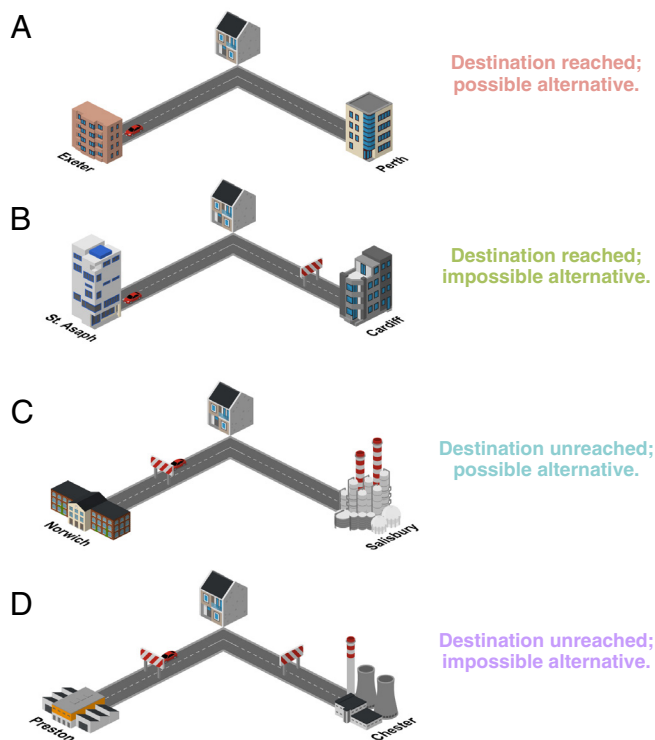 A
Destination reached;
possible alternative.
Exeter
Perth
B
Destination reached;
impossible alternative.
St. Asaph
Cardiff
C
Destination unreached;
possible alternative.
Norwich
Salisbury
D
Destination unreached;
impossible alternative.
Preston
Chester